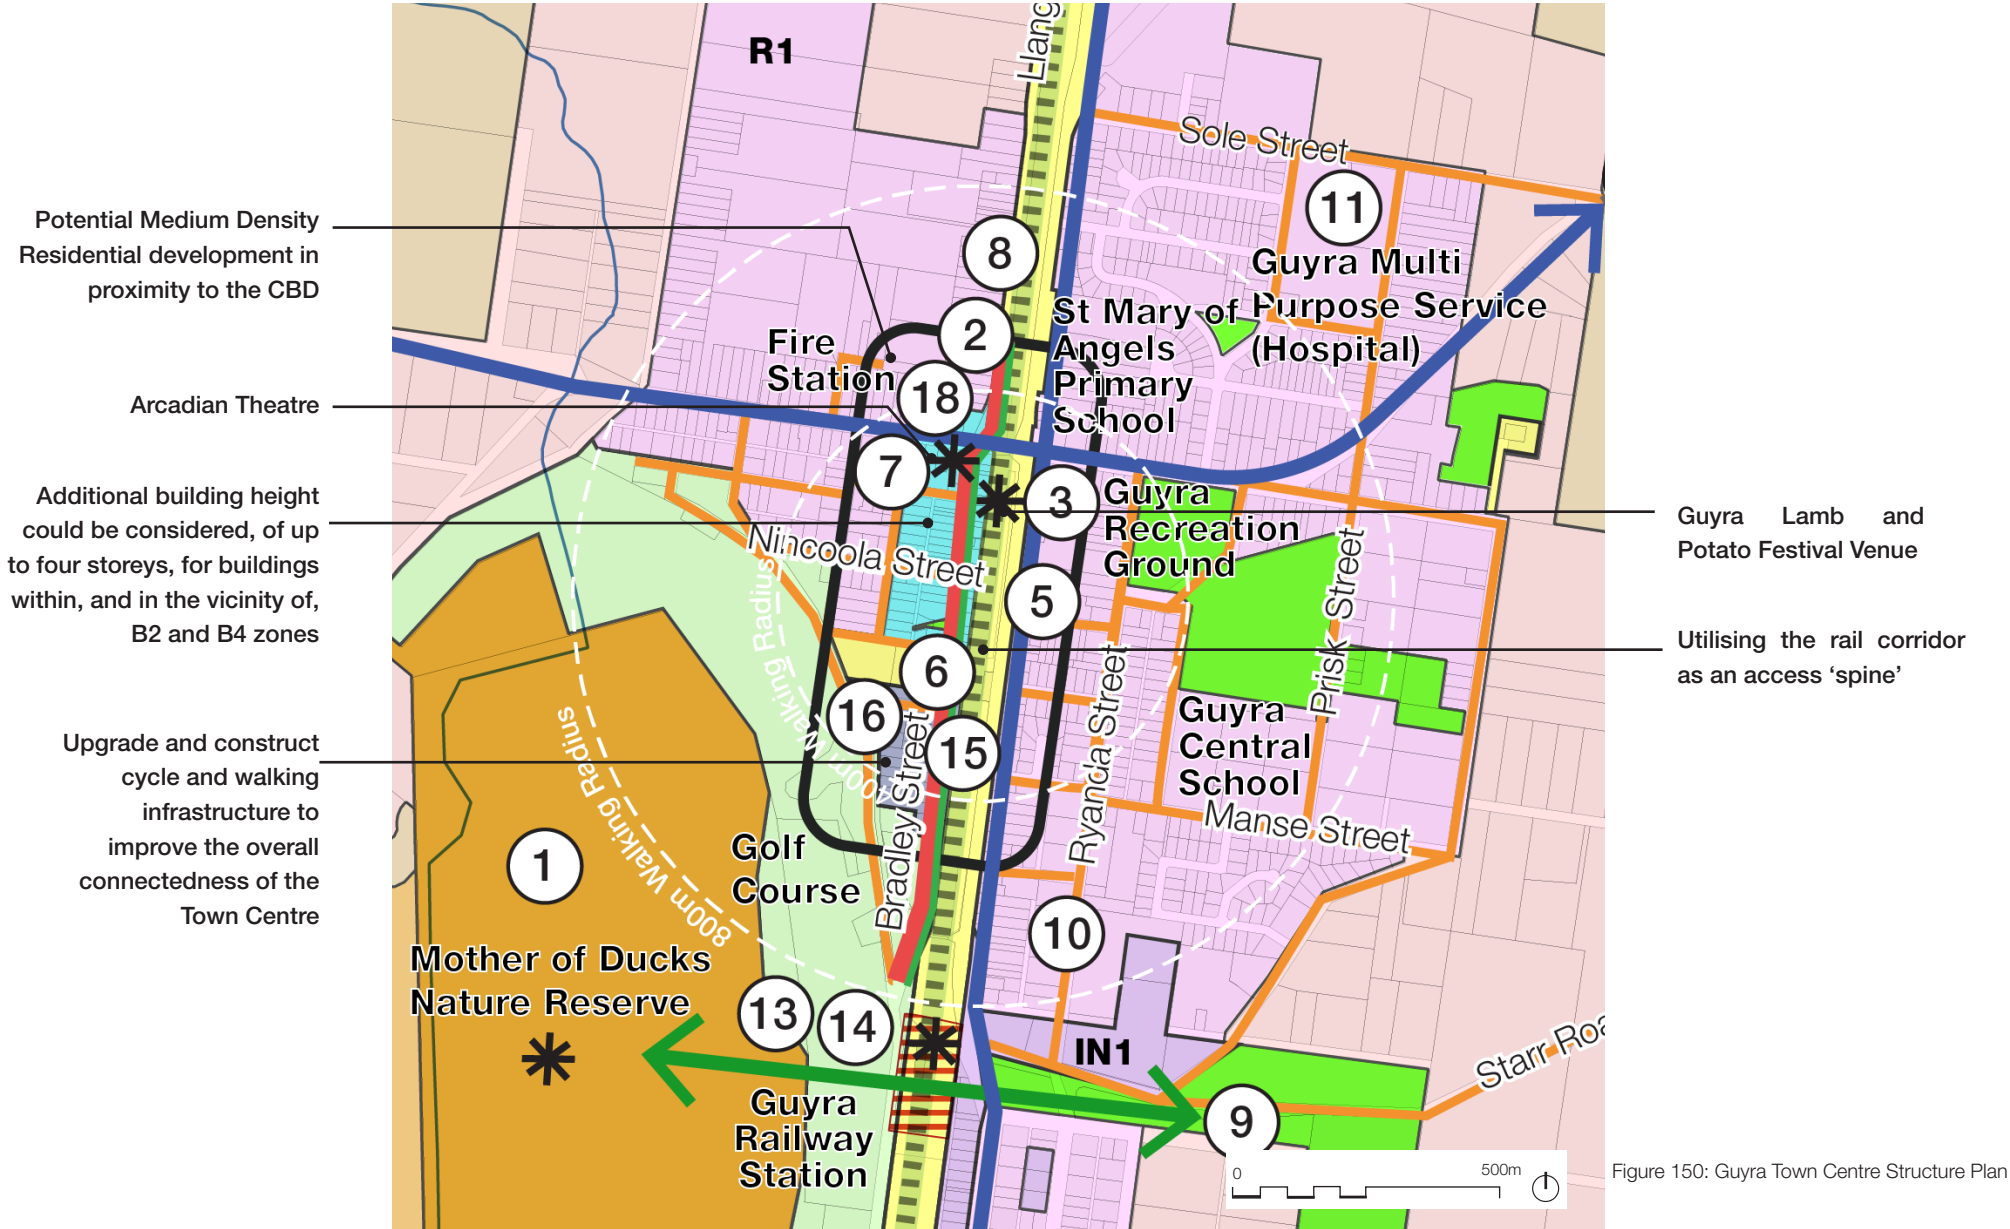 Potential Medium Density
Residential development in
proximity to the CBD
Arcadian Theatre
Additional building height
could be considered, of up
to four storeys, for buildings
within, and in the vicinity of,
B2 and B4 zones
Upgrade and construct
cycle and walking
infrastructure to
improve the overall
connectedness of the
Town Centre
R1
Llang
Sole Street
11
Guyra Multi
Purpose Service
(Hospital)
8
2
St Mary of
Angels
Primary
School
Fire
Station
18
7
3
Guyra
Recreation
Ground
Nincoola Street
5
Prisk Street
6
16
15
Bradley Street
Ryanda Street
Guyra
Central
School
Manse Street
400m Walking Radius
800m Walking Radius
Golf
Course
1
10
Mother of Ducks
Nature Reserve
13
14
IN1
Starr Roa
Guyra
Railway
Station
9
0
500m
Guyra Lamb and
Potato Festival Venue
Utilising the rail corridor
as an access ‘spine’
Figure 150: Guyra Town Centre Structure Plan